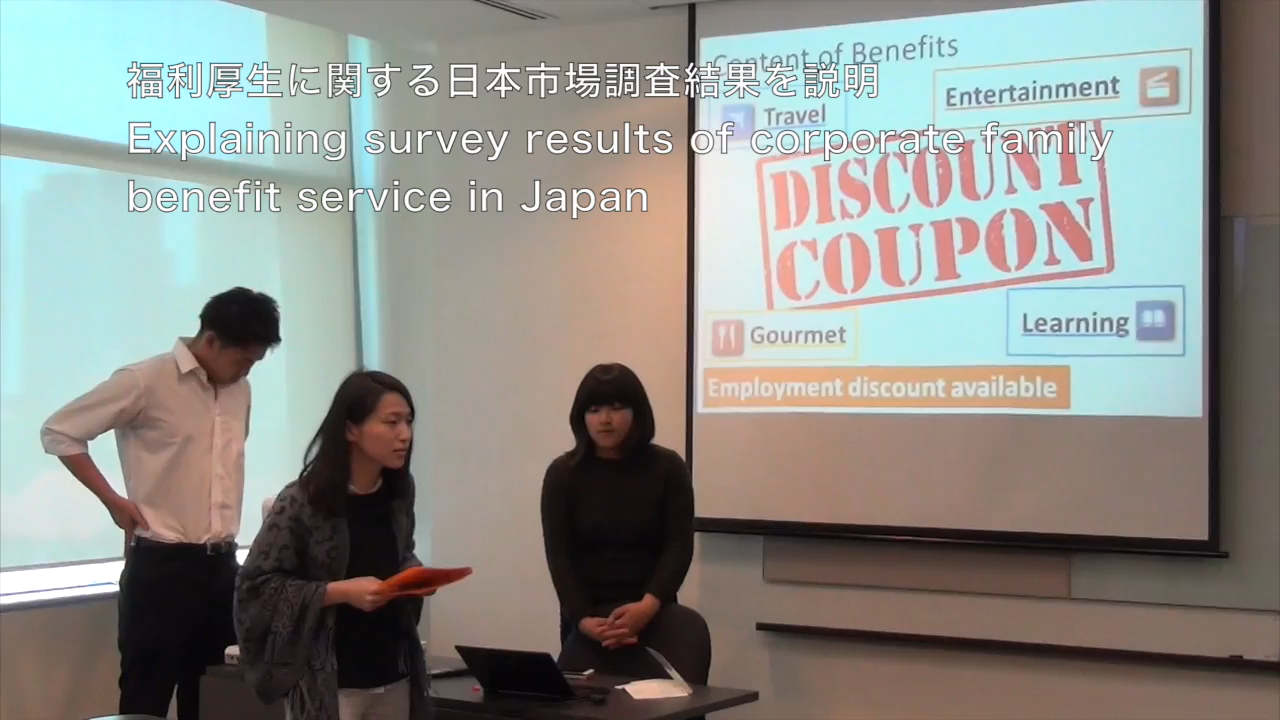 福利厚生に関する日本市場調査結果を説明
Explaining survey results of corporate family
benefit service in Japan
Content of Benefits
Travel
Entertainment
DISCOUNT
COUPON
Gourmet
Learning
Employment discount available